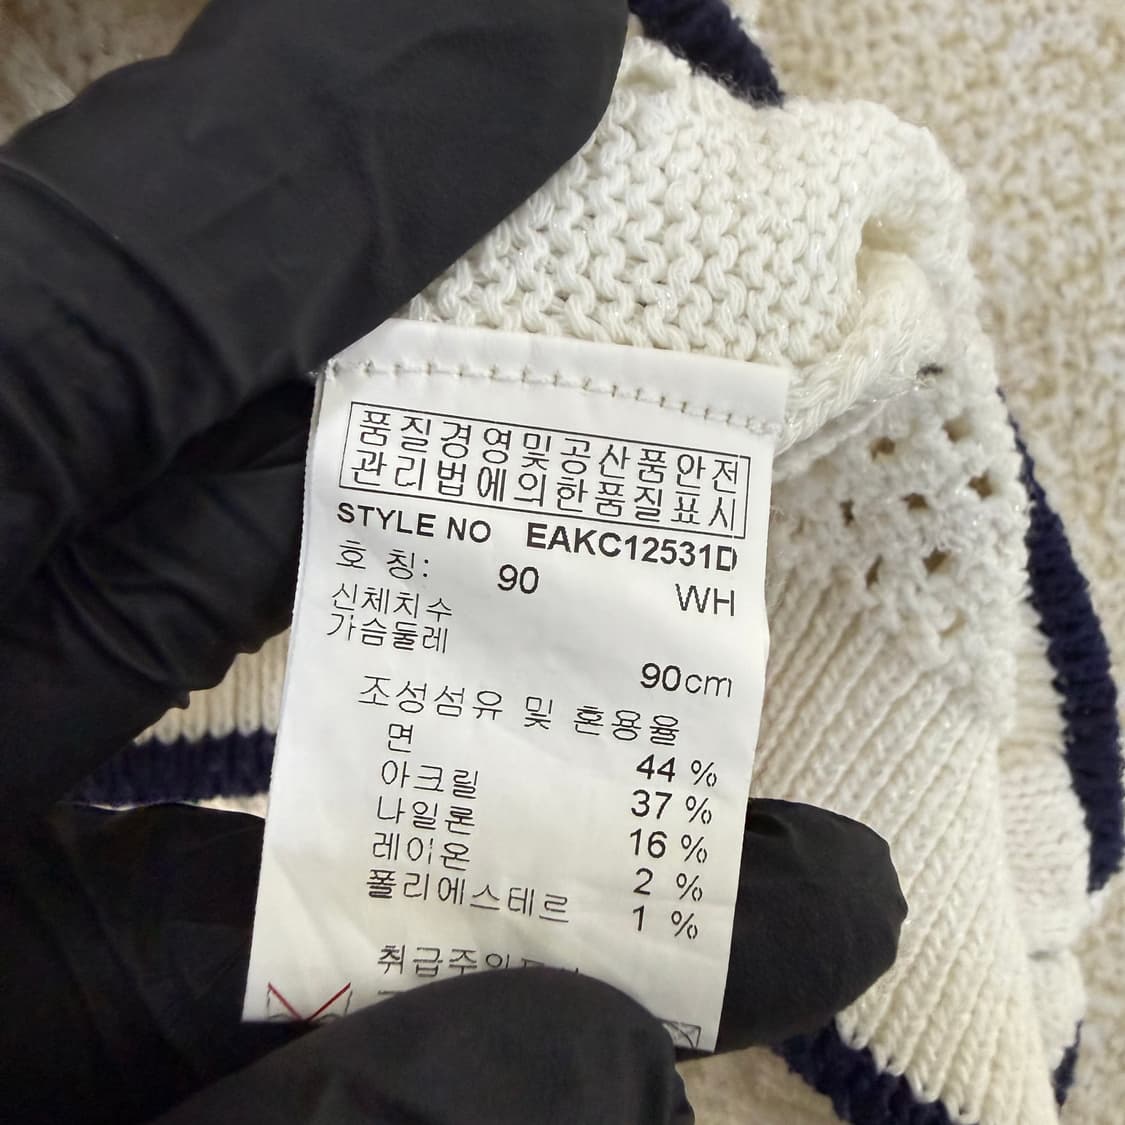 품질경영및공산품안전
관리법에의한품질표시
STYLE NO EAKC12531D
호 칭: 90 WH
신체치수
가슴둘레
90cm
조성섬유 및 혼용율
면 44 %
아크릴 37 %
나일론 16 %
레이온 2 %
폴리에스테르 1 %